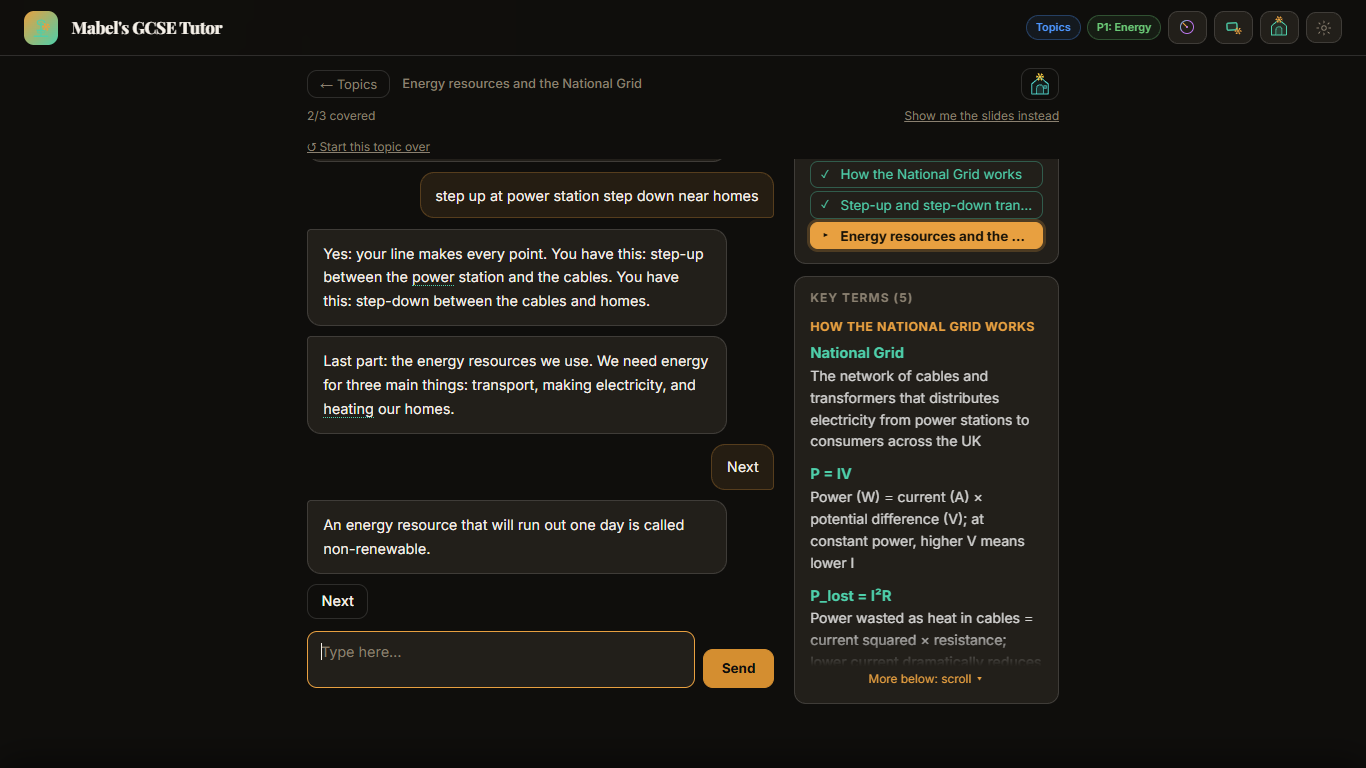 Mabel's GCSE Tutor
Topics
P1: Energy
← Topics
Energy resources and the National Grid
2/3 covered
Show me the slides instead
↺ Start this topic over
step up at power station step down near homes
Yes: your line makes every point. You have this: step-up
between the power station and the cables. You have
this: step-down between the cables and homes.
Last part: the energy resources we use. We need energy
for three main things: transport, making electricity, and
heating our homes.
Next
An energy resource that will run out one day is called
non-renewable.
Next
Type here...
Send
✓ How the National Grid works
✓ Step-up and step-down tran...
‣ Energy resources and the ...
KEY TERMS (5)
HOW THE NATIONAL GRID WORKS
National Grid
The network of cables and
transformers that distributes
electricity from power stations to
consumers across the UK
P = IV
Power (W) = current (A) ×
potential difference (V); at
constant power, higher V means
lower I
P_lost = I²R
Power wasted as heat in cables =
current squared × resistance;
lower current dramatically reduces
More below: scroll ▾